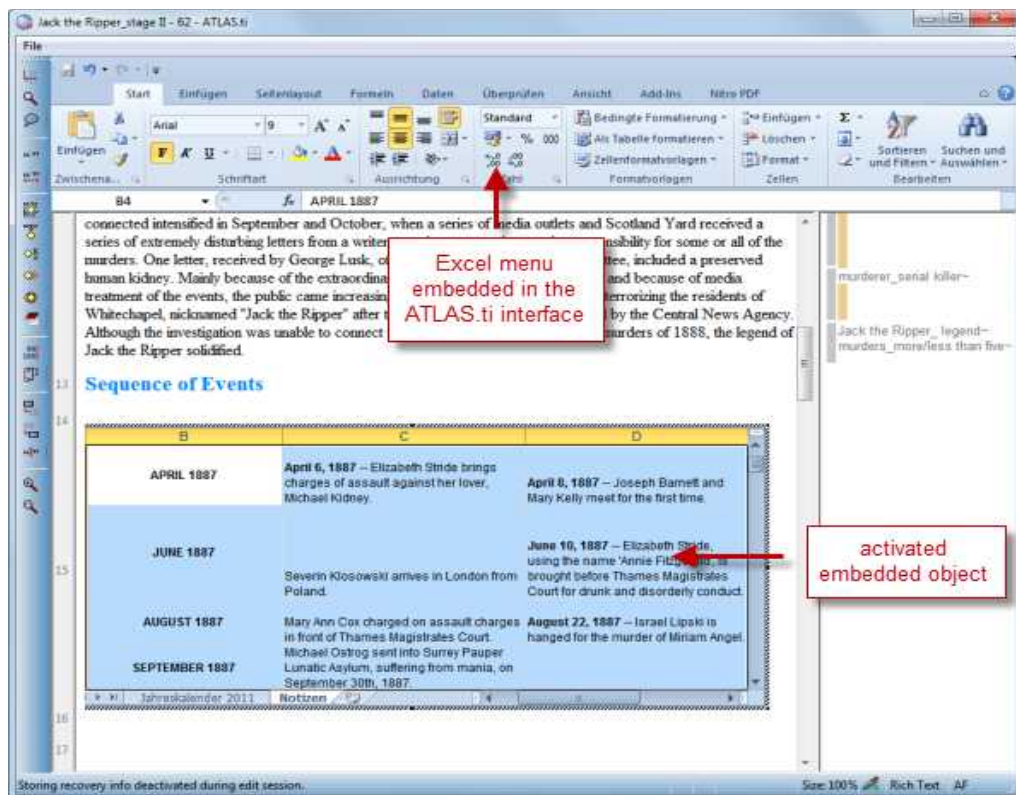 Jack the Ripper_stage II - 62 - ATLAS.ti
File
Start Einfügen Seitenlayout Formeln Daten Überprüfen Ansicht Add-Ins Nitro PDF
Arial 9 Standard Bedingte Formatierung Einfügen Σ
Einfügen F K U % 000 Als Tabelle formatieren Löschen Sortieren Suchen und
Zellenformatvorlagen Format und Filtern Auswählen
Zwischena... Schriftart Ausrichtung Zahl Formatvorlagen Zellen Bearbeiten
B4 fx APRIL 1887
connected intensified in September and October, when a series of media outlets and Scotland Yard received a
series of extremely disturbing letters from a writer nsibility for some or all of the
murders. One letter, received by George Lusk, of tee, included a preserved
human kidney. Mainly because of the extraordina and because of media
treatment of the events, the public came increasing terrorizing the residents of
Whitechapel, nicknamed "Jack the Ripper" after t by the Central News Agency.
Although the investigation was unable to connect urders of 1888, the legend of
Jack the Ripper solidified.
Excel menu
embedded in the
ATLAS.ti interface
murderer_serial killer~
Jack the Ripper_ legend~
murders_more/less than five~
13 Sequence of Events
14
B C D
APRIL 1887
April 6, 1887 -- Elizabeth Stride brings
charges of assault against her lover,
Michael Kidney.
April 8, 1887 -- Joseph Barnett and
Mary Kelly meet for the first time.
JUNE 1887
15
Severin Klosowski arrives in London from
Poland.
June 10, 1887 -- Elizabeth Stride,
using the name 'Annie Fitzgerald', is
brought before Thames Magistrates
Court for drunk and disorderly conduct.
activated
embedded object
AUGUST 1887
Mary Ann Cox charged on assault charges
in front of Thames Magistrates Court.
August 22, 1887 -- Israel Lipski is
hanged for the murder of Miriam Angel.
SEPTEMBER 1887
Michael Ostrog sent into Surrey Pauper
Lunatic Asylum, suffering from mania, on
September 30th, 1887.
Jahreskalender 2011 Notizen
16
17
Storing recovery info deactivated during edit session. Size: 100% Rich Text AF